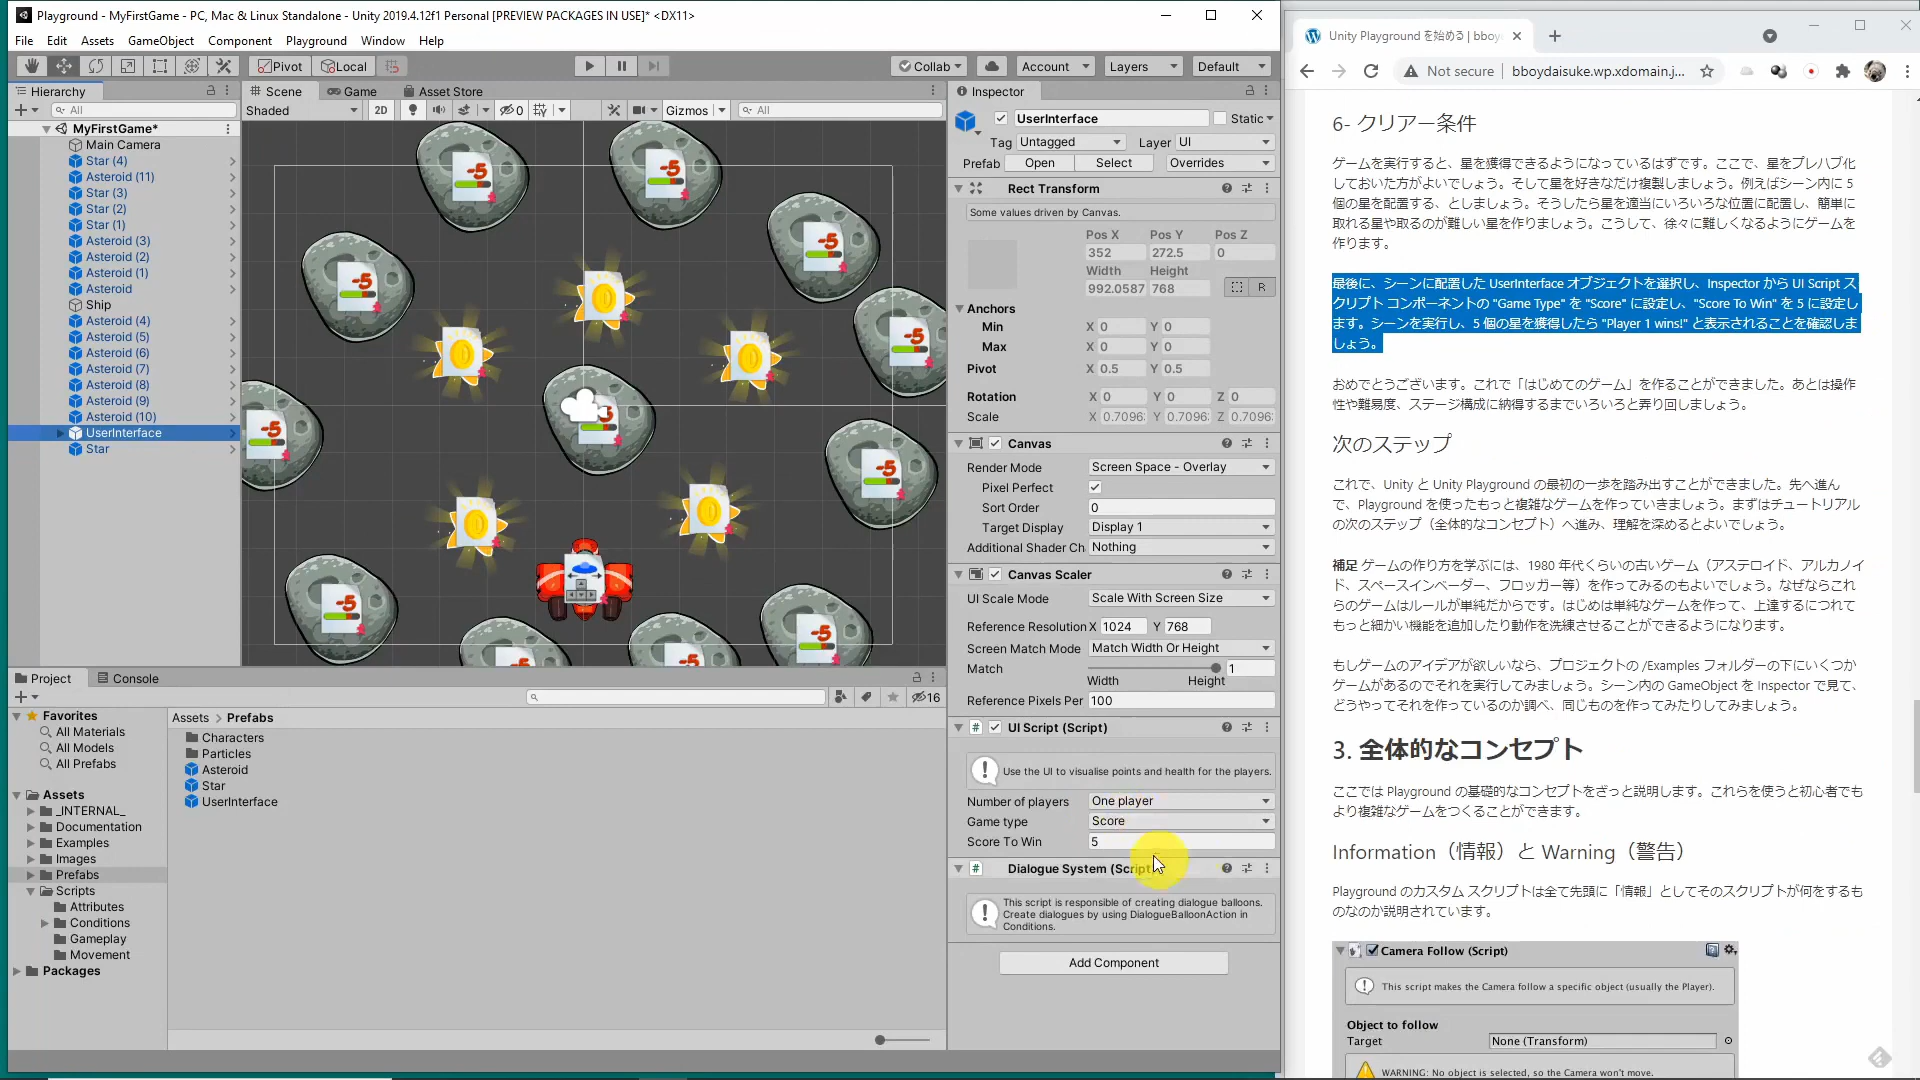 Playground - MyFirstGame - PC, Mac & Linux Standalone - Unity 2019.4.12f1 Personal [PREVIEW PACKAGES IN USE]* <DX11>
File Edit Assets GameObject Component Playground Window Help
Pivot Local Collab Account Layers Default
Hierarchy
All
MyFirstGame*
Main Camera
Star (4)
Asteroid (11)
Star (3)
Star (2)
Star (1)
Asteroid (3)
Asteroid (2)
Asteroid (1)
Asteroid
Ship
Asteroid (4)
Asteroid (5)
Asteroid (6)
Asteroid (7)
Asteroid (8)
Asteroid (9)
Asteroid (10)
UserInterface
Star
Scene Game Asset Store
Shaded 2D 0 Gizmos All
-5
-5
-5
-5
-5
-5
-5
-5
-5
-5
-5
-5
Inspector
UserInterface Static
Tag Untagged Layer UI
Prefab Open Select Overrides
Rect Transform
Some values driven by Canvas.
Pos X Pos Y Pos Z
352 272.5 0
Width Height
992.0587 768 R
Anchors
Min X 0 Y 0
Max X 0 Y 0
Pivot X 0.5 Y 0.5
Rotation X 0 Y 0 Z 0
Scale X 0.7096 Y 0.7096 Z 0.7096
Canvas
Render Mode Screen Space - Overlay
Pixel Perfect
Sort Order 0
Target Display Display 1
Additional Shader Ch Nothing
Canvas Scaler
UI Scale Mode Scale With Screen Size
Reference Resolution X 1024 Y 768
Screen Match Mode Match Width Or Height
Match 1
Width Height
Reference Pixels Per 100
UI Script (Script)
Use the UI to visualise points and health for the players.
Number of players One player
Game type Score
Score To Win 5
Dialogue System (Script
This script is responsible of creating dialogue balloons.
Create dialogues by using DialogueBalloonAction in
Conditions.
Add Component
Project Console
16
Favorites
All Materials
All Models
All Prefabs
Assets
_INTERNAL_
Documentation
Examples
Images
Prefabs
Scripts
Attributes
Conditions
Gameplay
Movement
Packages
Assets > Prefabs
Characters
Particles
Asteroid
Star
UserInterface
Unity Playground を始める | bboy
Not secure bboydaisuke.wp.xdomain.j...
6- クリアー条件
ゲームを実行すると、星を獲得できるようになっているはずです。ここで、星をプレハブ化
しておいた方がよいでしょう。そして星を好きなだけ複製しましょう。例えばシーン内に 5
個の星を配置する、としましょう。そうしたら星を適当にいろいろな位置に配置し、簡単に
取れる星や取るのが難しい星を作りましょう。こうして、徐々に難しくなるようにゲームを
作ります。
最後に、シーンに配置した UserInterface オブジェクトを選択し、Inspector から UI Script ス
クリプト コンポーネントの "Game Type" を "Score" に設定し、"Score To Win" を 5 に設定し
ます。シーンを実行し、5 個の星を獲得したら "Player 1 wins!" と表示されることを確認しま
しょう。
おめでとうございます。これで「はじめてのゲーム」を作ることができました。あとは操作
性や難易度、ステージ構成に納得するまでいろいろと弄り回しましょう。
次のステップ
これで、Unity と Unity Playground の最初の一歩を踏み出すことができました。先へ進ん
で、Playground を使ったもっと複雑なゲームを作っていきましょう。まずはチュートリアル
の次のステップ（全体的なコンセプト）へ進み、理解を深めるとよいでしょう。
補足 ゲームの作り方を学ぶには、1980 年代くらいの古いゲーム（アステロイド、アルカノイ
ド、スペースインベーダー、フロッガー等）を作ってみるのもよいでしょう。なぜならこれ
らのゲームはルールが単純だからです。はじめは単純なゲームを作って、上達するにつれて
もっと細かい機能を追加したり動作を洗練させることができるようになります。
もしゲームのアイデアが欲しいなら、プロジェクトの /Examples フォルダーの下にいくつか
ゲームがあるのでそれを実行してみましょう。シーン内の GameObject を Inspector で見て、
どうやってそれを作っているのか調べ、同じものを作ってみたりしてみましょう。
3. 全体的なコンセプト
ここでは Playground の基礎的なコンセプトをざっと説明します。これらを使うと初心者でも
より複雑なゲームをつくることができます。
Information（情報）と Warning（警告）
Playground のカスタム スクリプトは全て先頭に「情報」としてそのスクリプトが何をするも
のなのか説明されています。
Camera Follow (Script)
This script makes the Camera follow a specific object (usually the Player).
Object to follow
Target None (Transform)
WARNING: No object is selected, so the Camera won't move.